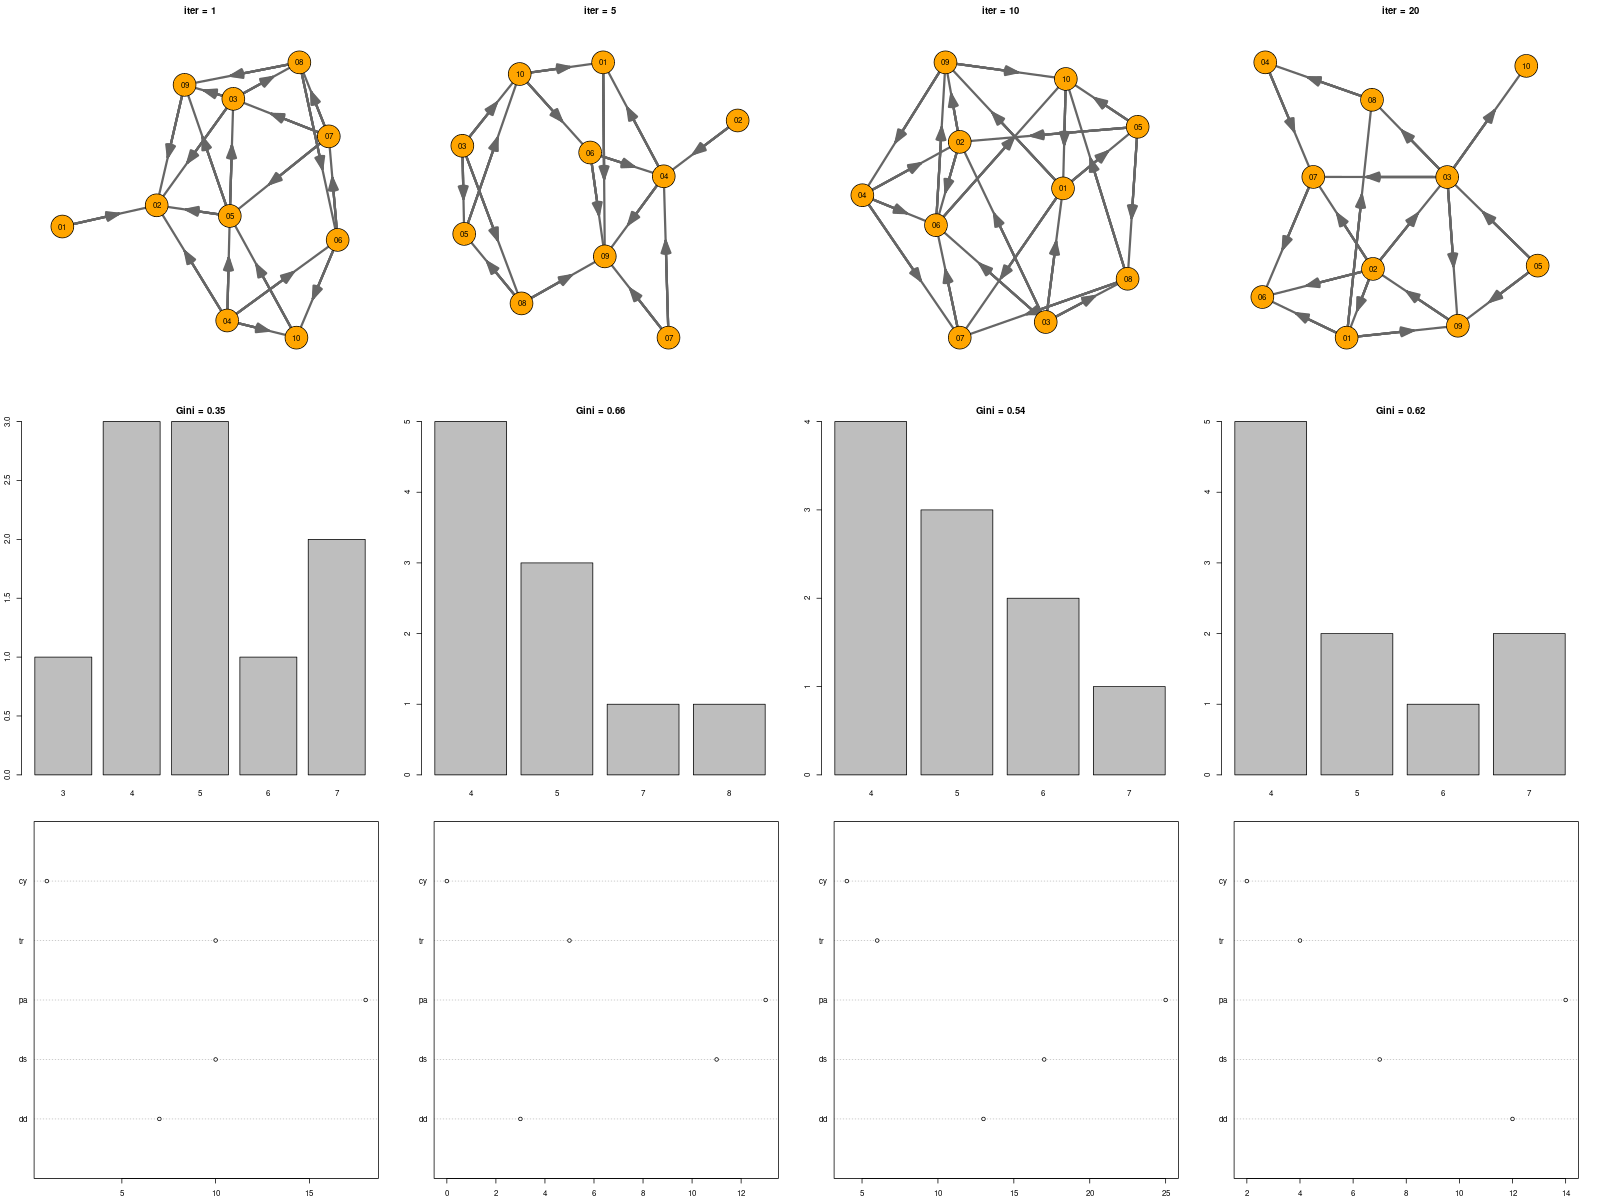 iter = 1
iter = 5
iter = 10
iter = 20
01 02 03 04 05 06 07 08 09 10
01 02 03 04 05 06 07 08 09 10
01 02 03 04 05 06 07 08 09 10
01 02 03 04 05 06 07 08 09 10
Gini = 0.35
0.0 0.5 1.0 1.5 2.0 2.5 3.0
3 4 5 6 7
Gini = 0.66
0 1 2 3 4 5
4 5 7 8
Gini = 0.54
0 1 2 3 4
4 5 6 7
Gini = 0.62
0 1 2 3 4 5
4 5 6 7
cy
tr
pa
ds
dd
5 10 15
cy
tr
pa
ds
dd
0 2 4 6 8 10 12
cy
tr
pa
ds
dd
5 10 15 20 25
cy
tr
pa
ds
dd
2 4 6 8 10 12 14